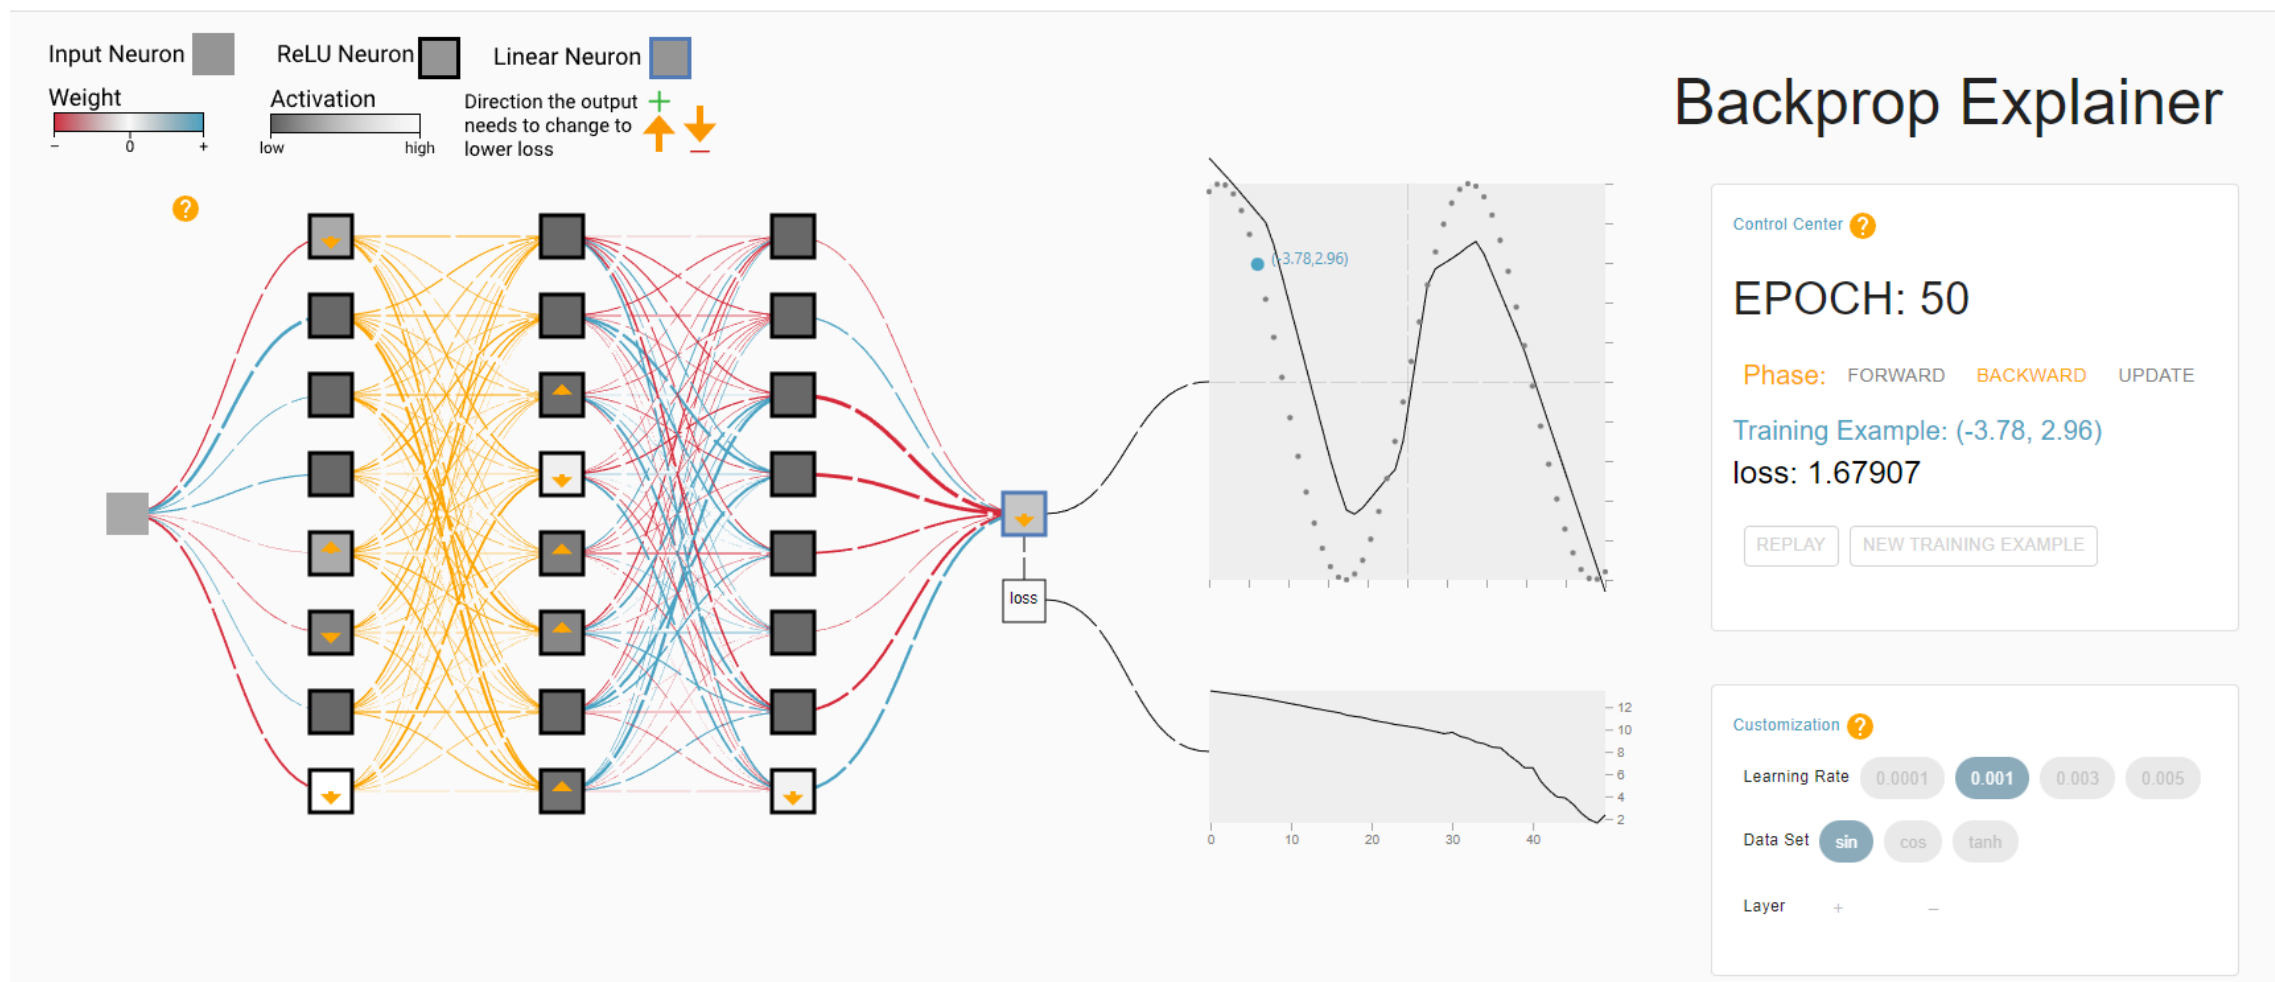 Input Neuron
ReLU Neuron
Linear Neuron
Weight
− 0 +
Activation
low high
Direction the output
needs to change to
lower loss
+
−
?
Backprop Explainer
Control Center ?
EPOCH: 50
Phase: FORWARD BACKWARD UPDATE
Training Example: (-3.78, 2.96)
loss: 1.67907
REPLAY NEW TRAINING EXAMPLE
(-3.78,2.96)
loss
12
10
8
6
4
2
0 10 20 30 40
Customization ?
Learning Rate 0.0001 0.001 0.003 0.005
Data Set sin cos tanh
Layer + −